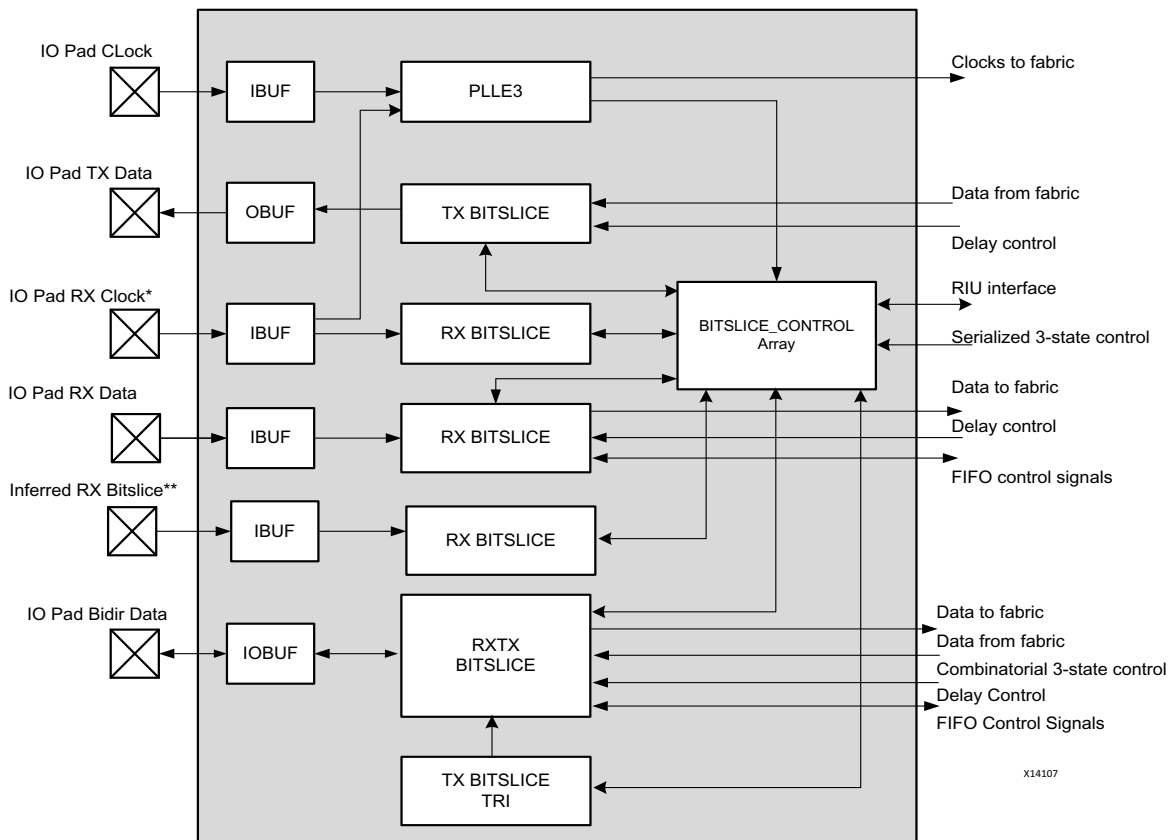 IO Pad CLock
IBUF
PLLE3
Clocks to fabric
IO Pad TX Data
OBUF
TX BITSLICE
Data from fabric
Delay control
IO Pad RX Clock*
IBUF
RX BITSLICE
BITSLICE_CONTROL
Array
RIU interface
Serialized 3-state control
IO Pad RX Data
IBUF
RX BITSLICE
Data to fabric
Delay control
FIFO control signals
Inferred RX Bitslice**
IBUF
RX BITSLICE
IO Pad Bidir Data
IOBUF
RXTX
BITSLICE
Data to fabric
Data from fabric
Combinatorial 3-state control
Delay Control
FIFO Control Signals
TX BITSLICE
TRI
X14107